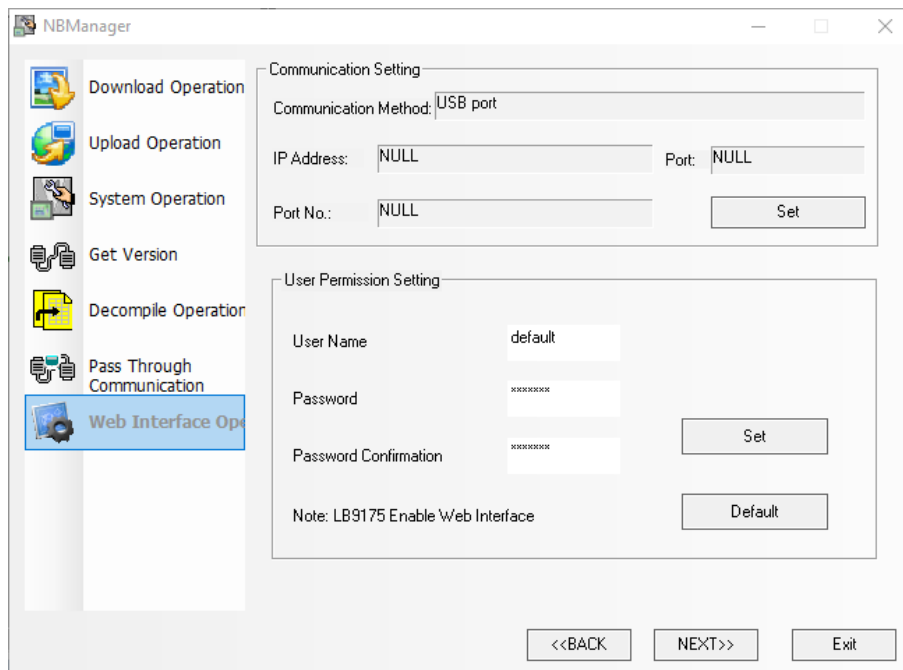 NBManager
Download Operation
Upload Operation
System Operation
Get Version
Decompile Operation
Pass Through
Communication
Web Interface Ope
Communication Setting
Communication Method: USB port
IP Address: NULL Port: NULL
Port No.: NULL Set
User Permission Setting
User Name default
Password *******
Password Confirmation *******
Set
Note: LB9175 Enable Web Interface Default
<<BACK NEXT>> Exit